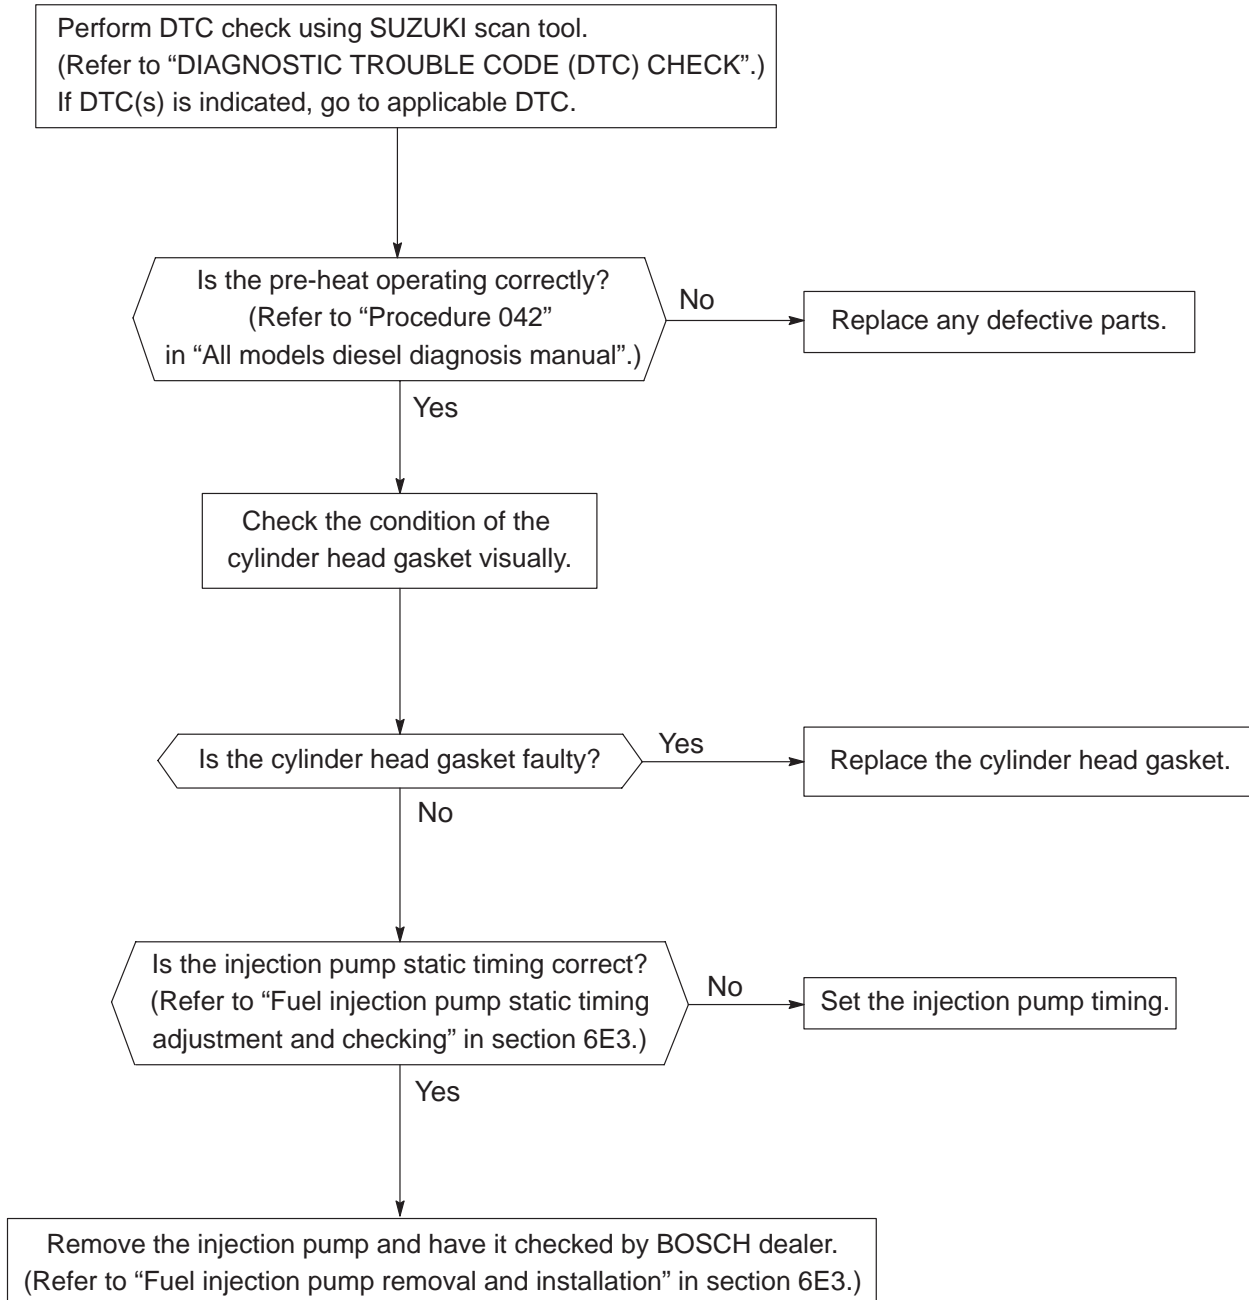 Perform DTC check using SUZUKI scan tool.
(Refer to “DIAGNOSTIC TROUBLE CODE (DTC) CHECK”.)
If DTC(s) is indicated, go to applicable DTC.
Is the pre-heat operating correctly?
(Refer to “Procedure 042”
in “All models diesel diagnosis manual”.)
No
Replace any defective parts.
Yes
Check the condition of the
cylinder head gasket visually.
Is the cylinder head gasket faulty?
Yes
Replace the cylinder head gasket.
No
Is the injection pump static timing correct?
(Refer to “Fuel injection pump static timing
adjustment and checking” in section 6E3.)
No
Set the injection pump timing.
Yes
Remove the injection pump and have it checked by BOSCH dealer.
(Refer to “Fuel injection pump removal and installation” in section 6E3.)